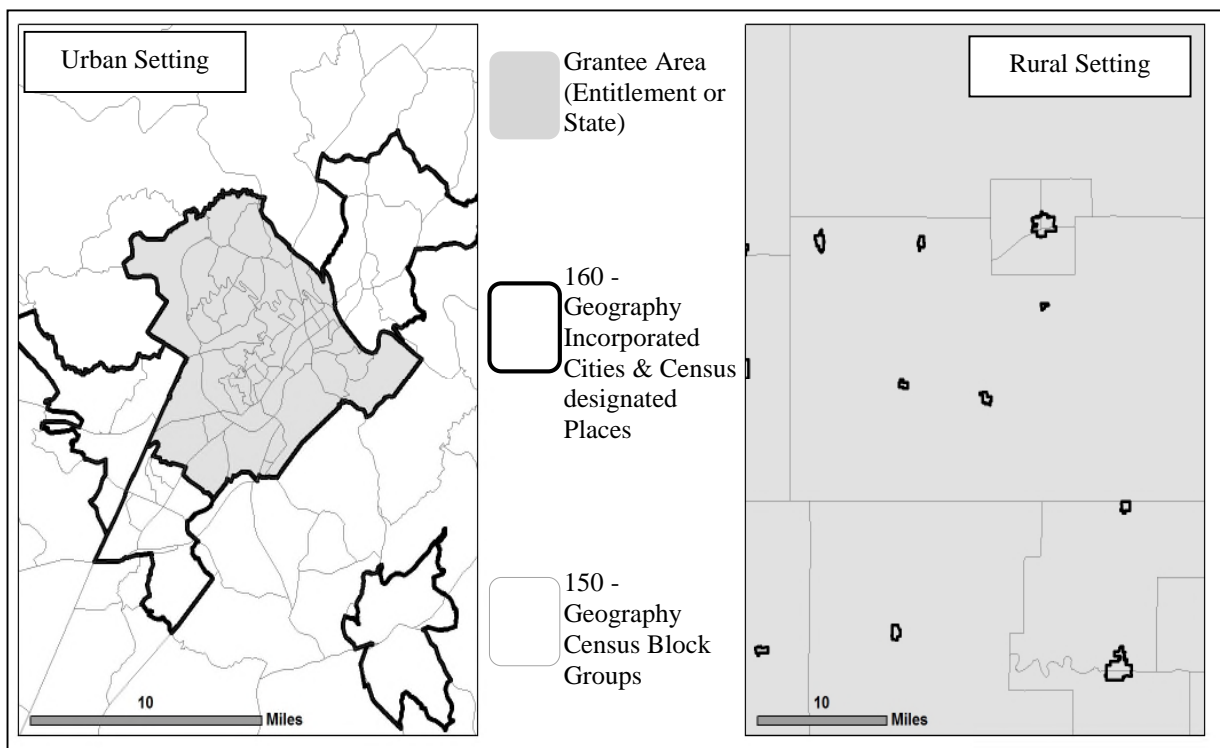 Urban Setting
Grantee Area
(Entitlement or
State)
160 -
Geography
Incorporated
Cities & Census
designated
Places
150 -
Geography
Census Block
Groups
10
Miles
Rural Setting
10
Miles